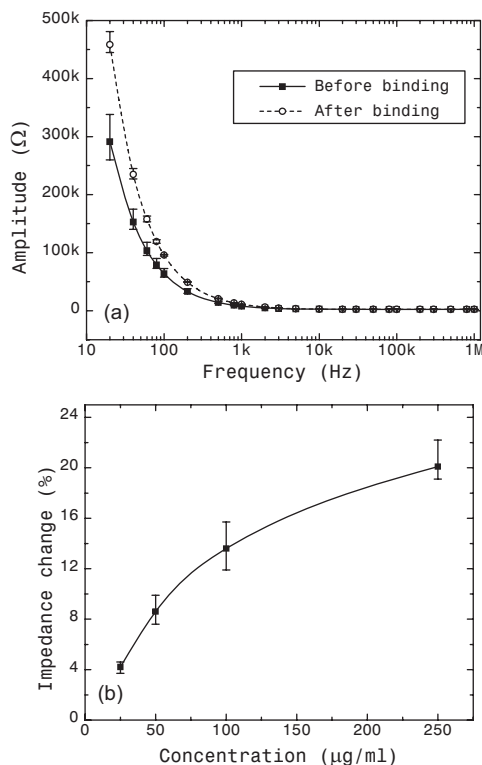 500k
400k
300k
200k
100k
0
Amplitude (Ω)
Before binding
After binding
(a)
10 100 1k 10k 100k 1M
Frequency (Hz)
24
20
16
12
8
4
0
Impedance change (%)
(b)
0 50 100 150 200 250
Concentration (μg/ml)